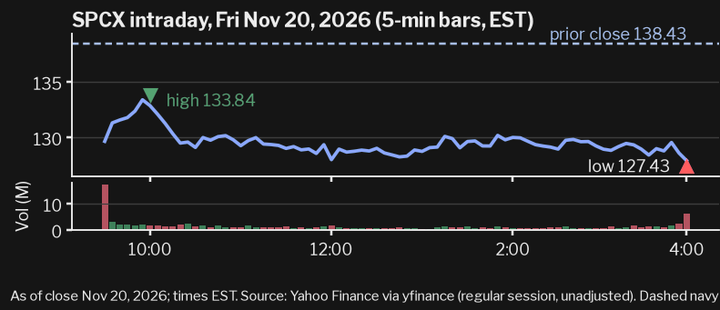 SPCX intraday, Fri Nov 20, 2026 (5-min bars, EST)
prior close 138.43
135
high 133.84
130
low 127.43
Vol (M)
10
0
10:00 12:00 2:00 4:00
As of close Nov 20, 2026; times EST. Source: Yahoo Finance via yfinance (regular session, unadjusted). Dashed navy